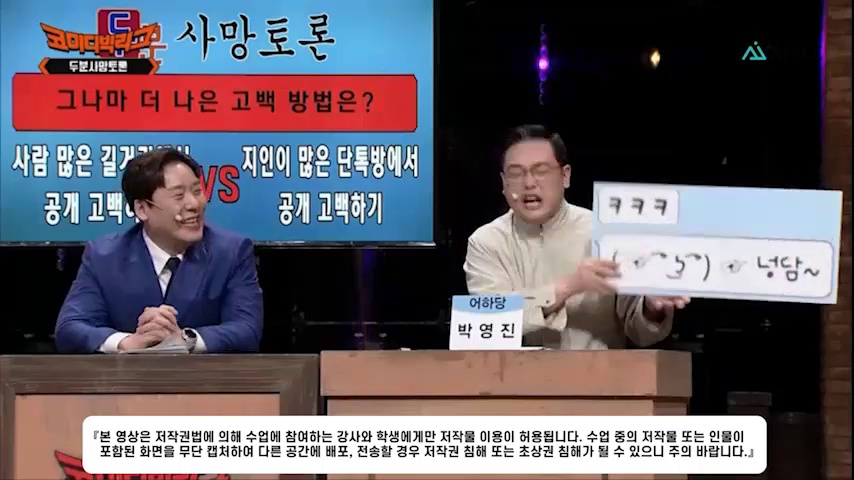 코미디빅리그
두분사망토론
두분 사망토론
그나마 더 나은 고백 방법은?
사람 많은
공개 고백
VS
지인이 많은 단톡방에서
공개 고백하기
ㅋㅋㅋ
넝담~
어하당
박영진
『본 영상은 저작권법에 의해 수업에 참여하는 강사와 학생에게만 저작물 이용이 허용됩니다. 수업 중의 저작물 또는 인물이
포함된 화면을 무단 캡처하여 다른 공간에 배포, 전송할 경우 저작권 침해 또는 초상권 침해가 될 수 있으니 주의 바랍니다.』